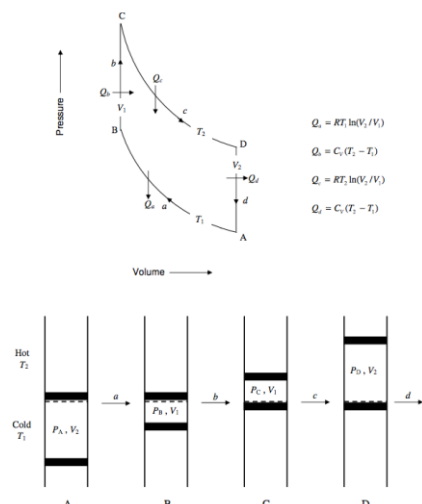 C
b
Q_c
Q_b
c
V_1
Pressure
T_2
D
B
V_2
Q_d
Q_a
a
d
T_1
A
Volume
Q_a = RT_1 ln(V_2 / V_1)
Q_b = C_v (T_2 − T_1)
Q_c = RT_2 ln(V_2 / V_1)
Q_d = C_v (T_2 − T_1)
Hot
T_2
Cold
T_1
P_A , V_2
a
P_B , V_1
b
P_C , V_1
c
P_D , V_2
d
A
B
C
D